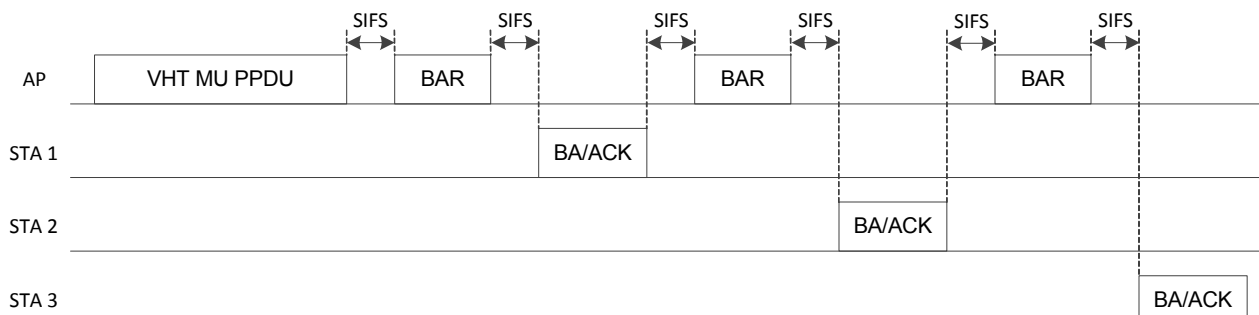 SIFS SIFS SIFS SIFS SIFS SIFS
AP VHT MU PPDU BAR BAR BAR
STA 1 BA/ACK
STA 2 BA/ACK
STA 3 BA/ACK